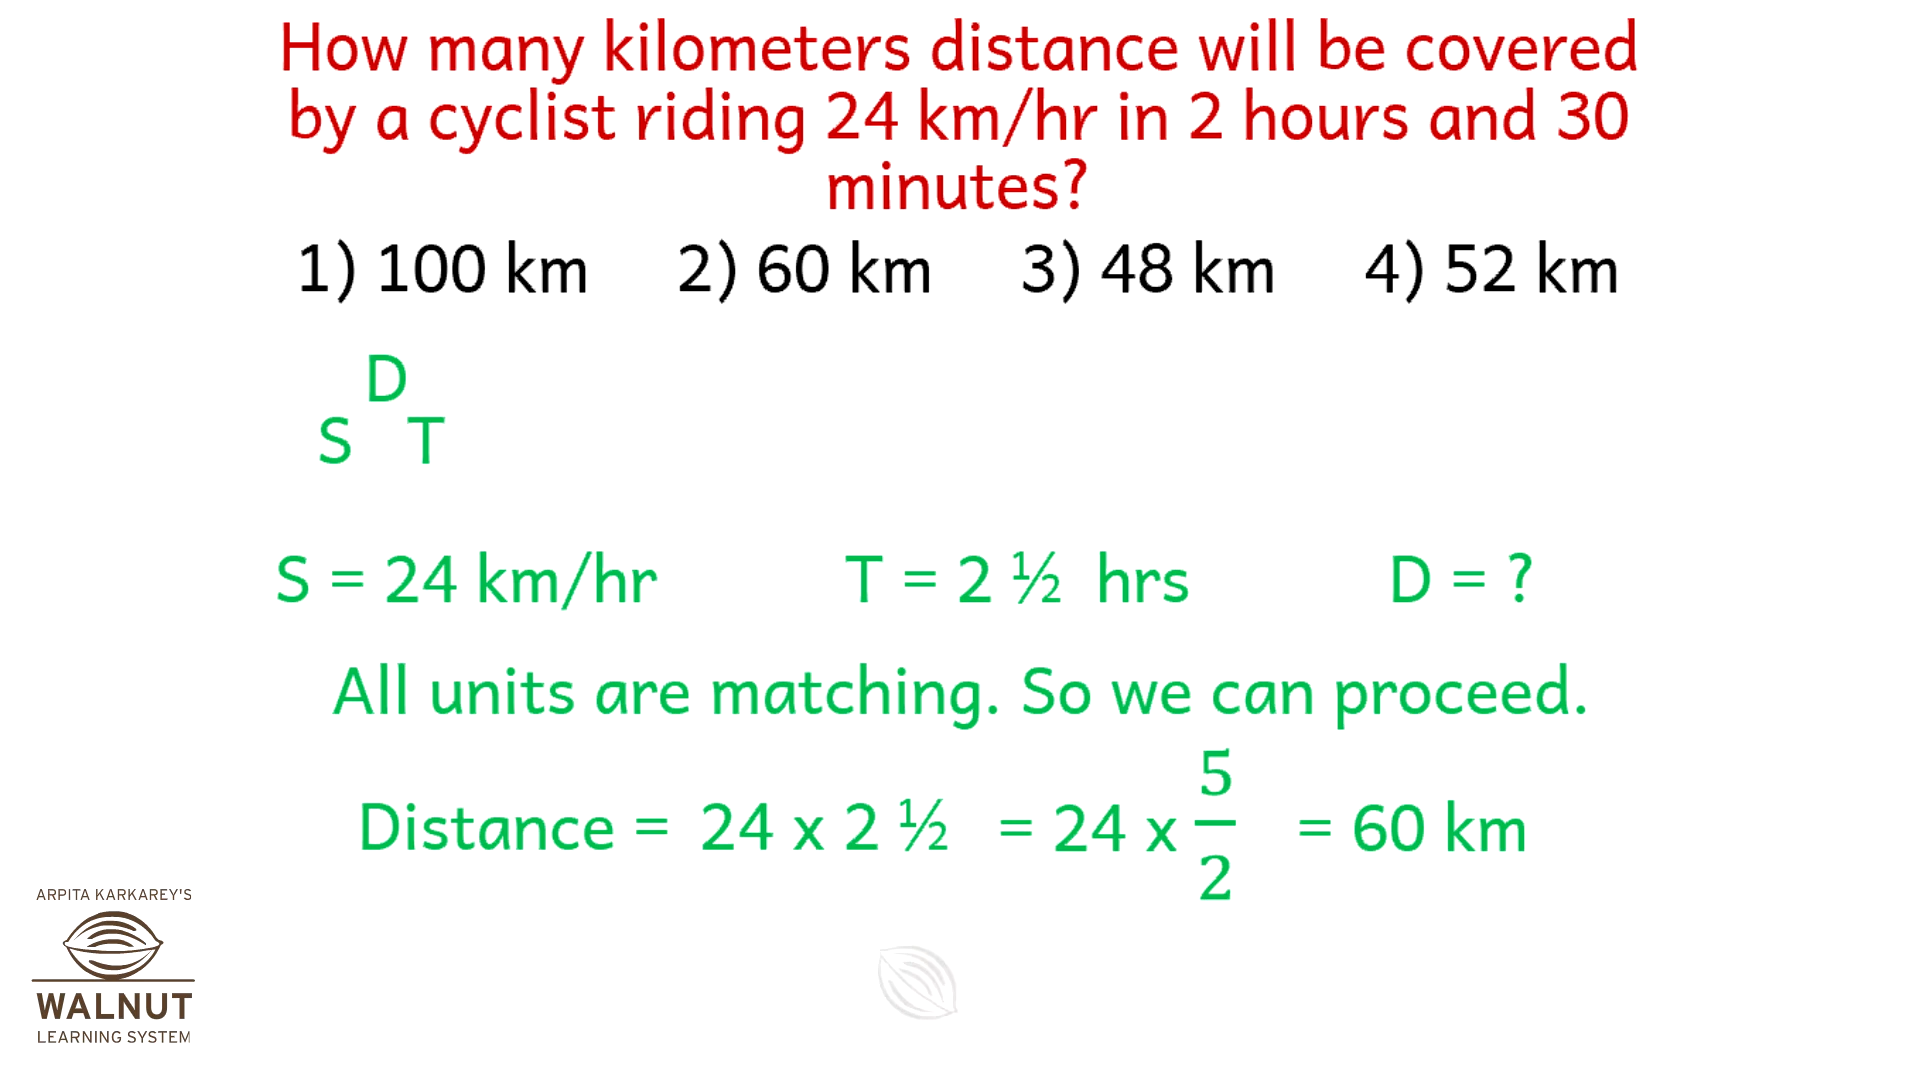 How many kilometers distance will be covered
by a cyclist riding 24 km/hr in 2 hours and 30
minutes?
1) 100 km 2) 60 km 3) 48 km 4) 52 km
D
S T
S = 24 km/hr T = 2 ½ hrs D = ?
All units are matching. So we can proceed.
Distance = 24 x 2 ½ = 24 x 5/2 = 60 km
ARPITA KARKAREY'S
WALNUT
LEARNING SYSTEM